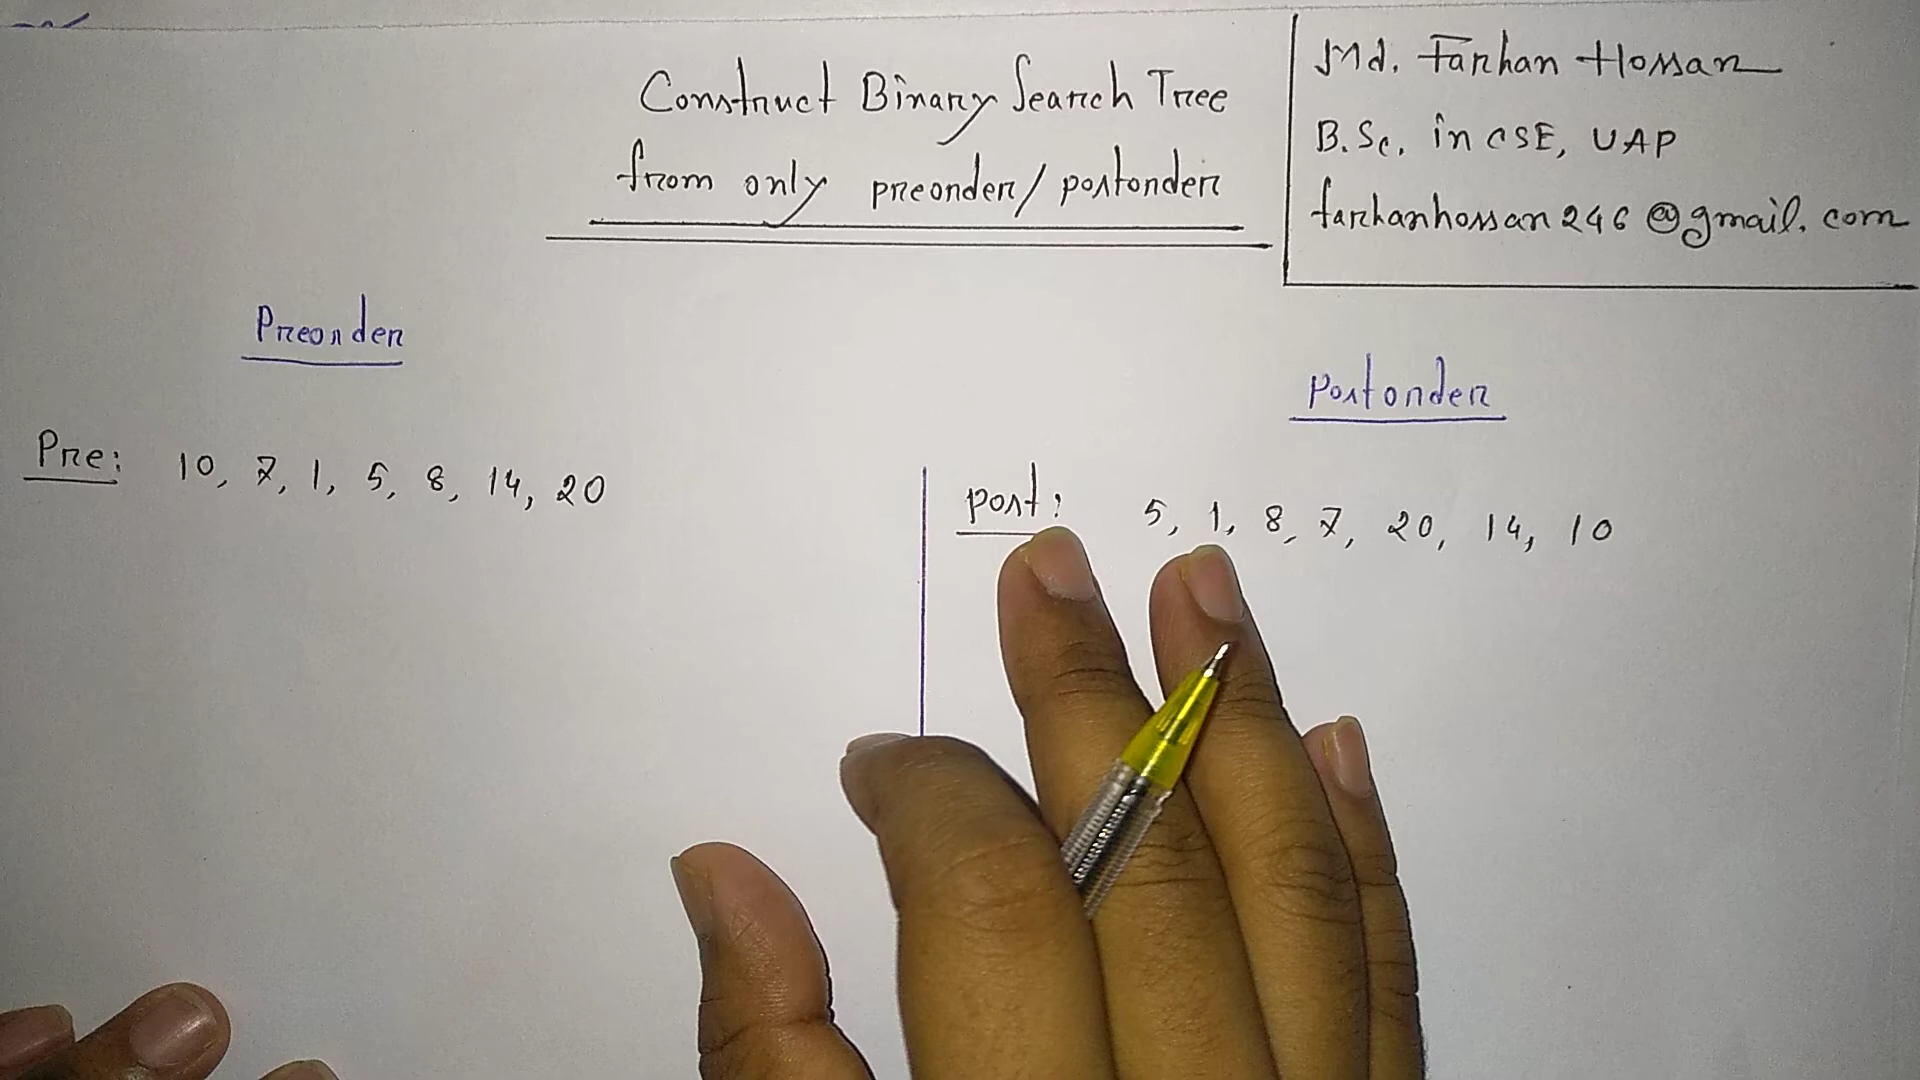 Construct Binary Search Tree
from only preorder/postorder
Md. Farhan Hossan
B.Sc. in CSE, UAP
farhanhossan246@gmail.com
Preorder
Pre: 10, 7, 1, 5, 8, 14, 20
Postorder
post: 5, 1, 8, 7, 20, 14, 10